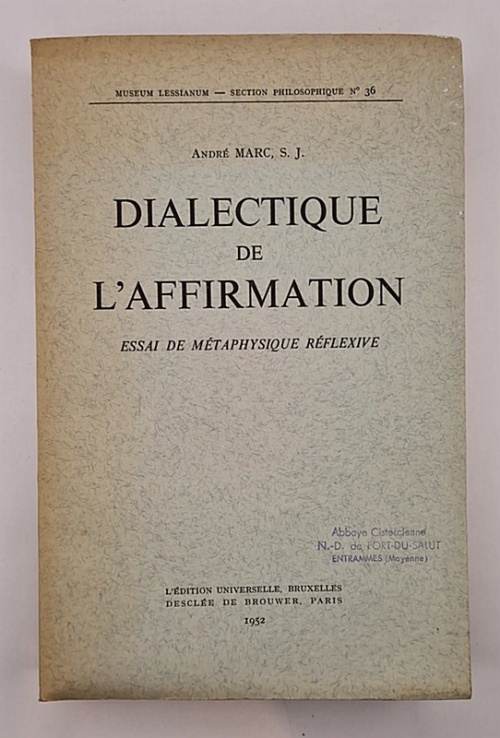 MUSEUM LESSIANUM — SECTION PHILOSOPHIQUE N° 36
ANDRÉ MARC, S. J.
DIALECTIQUE
DE
L'AFFIRMATION
ESSAI DE MÉTAPHYSIQUE RÉFLEXIVE
Abbaye Cistercienne
N.-D. de PORT-DU-SALUT
ENTRAMMES (Mayenne)
L'ÉDITION UNIVERSELLE, BRUXELLES
DESCLÉE DE BROUWER, PARIS
1952